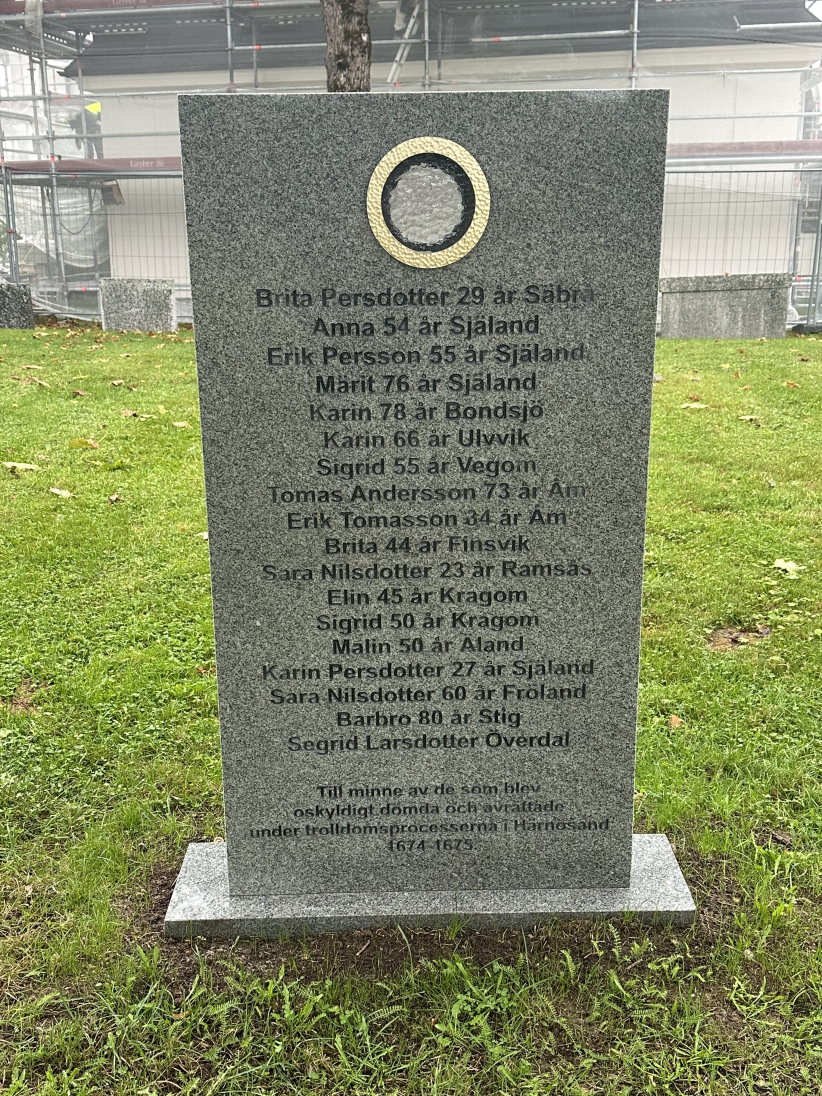 Layher
Layher
Brita Persdotter 29 år Säbrå
Anna 54 år Själand
Erik Persson 55 år Själand
Märit 76 år Själand
Karin 78 år Bondsjö
Karin 66 år Ulvvik
Sigrid 55 år Vegom
Tomas Andersson 73 år Äm
Erik Tomasson 34 år Äm
Brita 44 år Finsvik
Sara Nilsdotter 23 år Ramsås
Elin 45 år Kragom
Sigrid 50 år Kragom
Malin 50 år Åland
Karin Persdotter 27 år Själand
Sara Nilsdotter 60 år Fröland
Barbro 80 år Stig
Segrid Larsdotter Överdal
Till minne av de som blev
oskyldigt dömda och avrättade
under trolldomsprocesserna i Härnösand
1674-1675